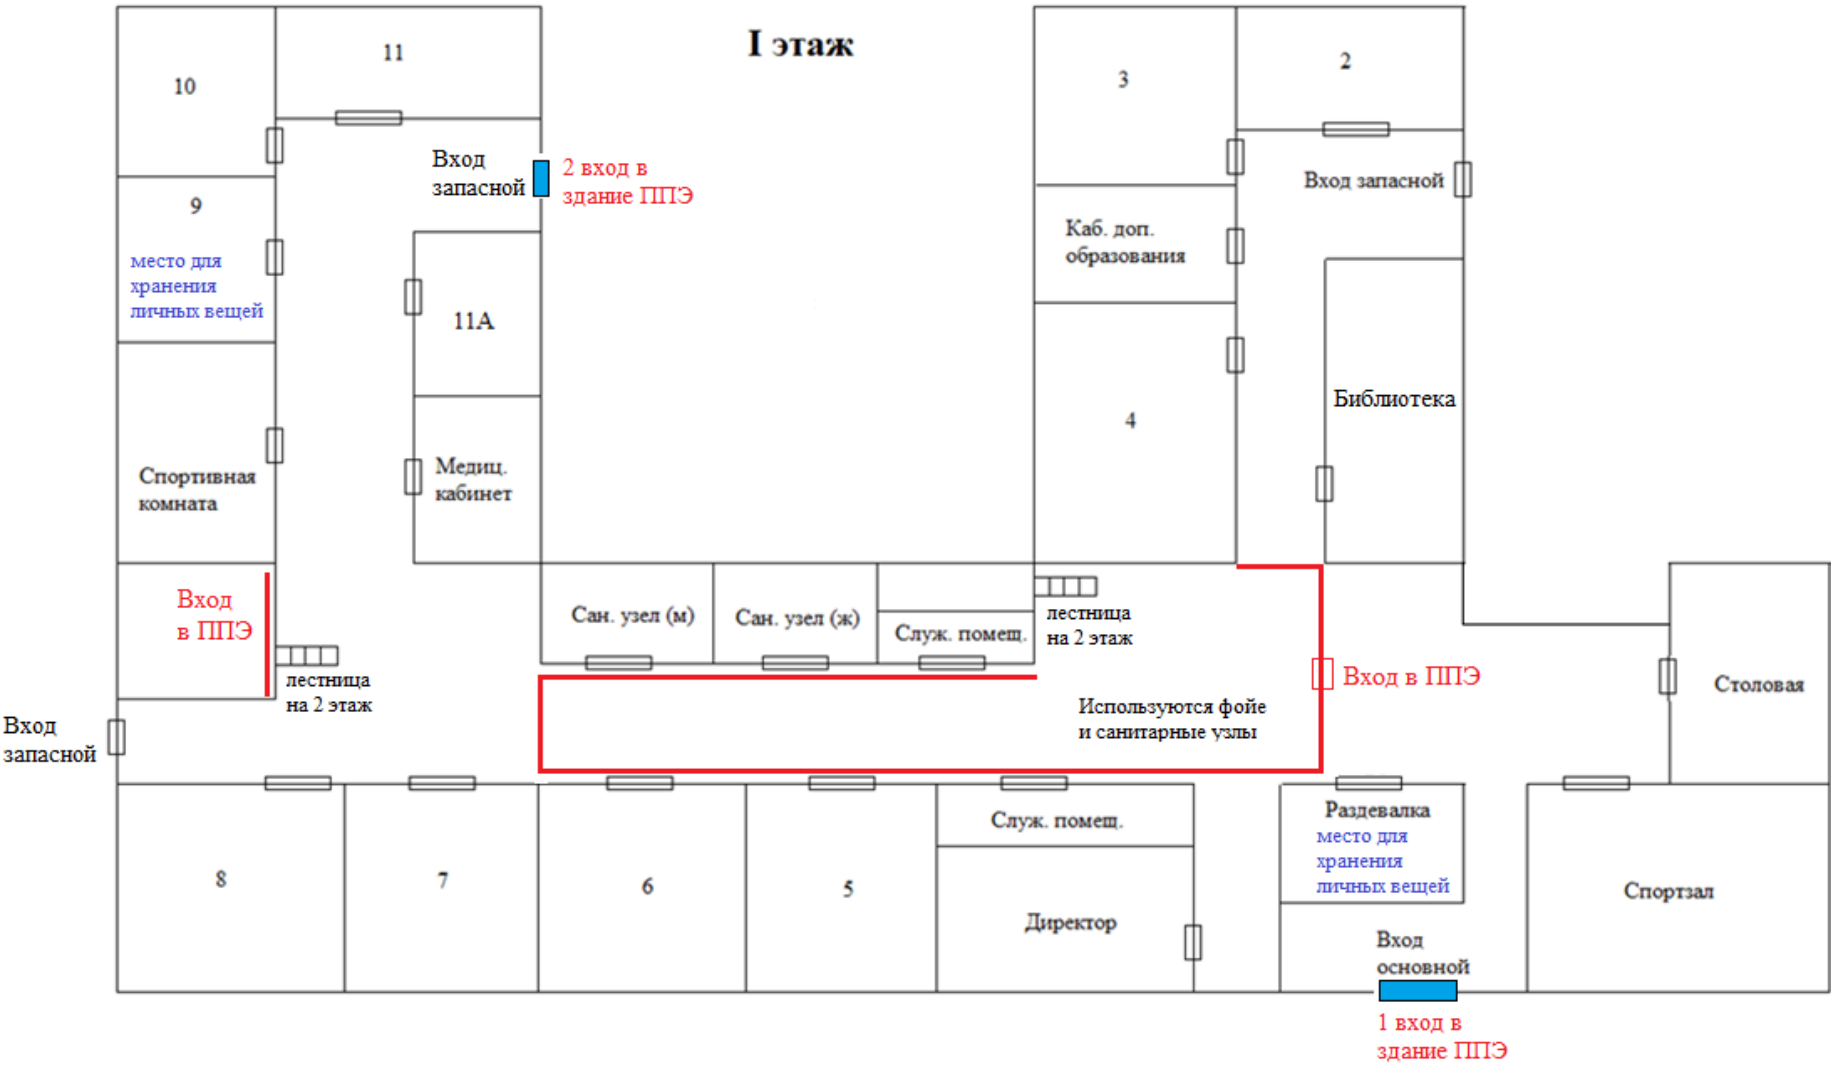 I этаж
10
11
3
2
Вход
запасной
2 вход в
здание ППЭ
Вход запасной
9
место для
хранения
личных вещей
Каб. доп.
образования
11А
4
Библиотека
Спортивная
комната
Медиц.
кабинет
Вход
в ППЭ
Сан. узел (м)
Сан. узел (ж)
Служ. помещ.
лестница
на 2 этаж
лестница
на 2 этаж
Вход в ППЭ
Столовая
Используются фойе
и санитарные узлы
Вход
запасной
8
7
6
5
Служ. помещ.
Директор
Раздевалка
место для
хранения
личных вещей
Спортзал
Вход
основной
1 вход в
здание ППЭ